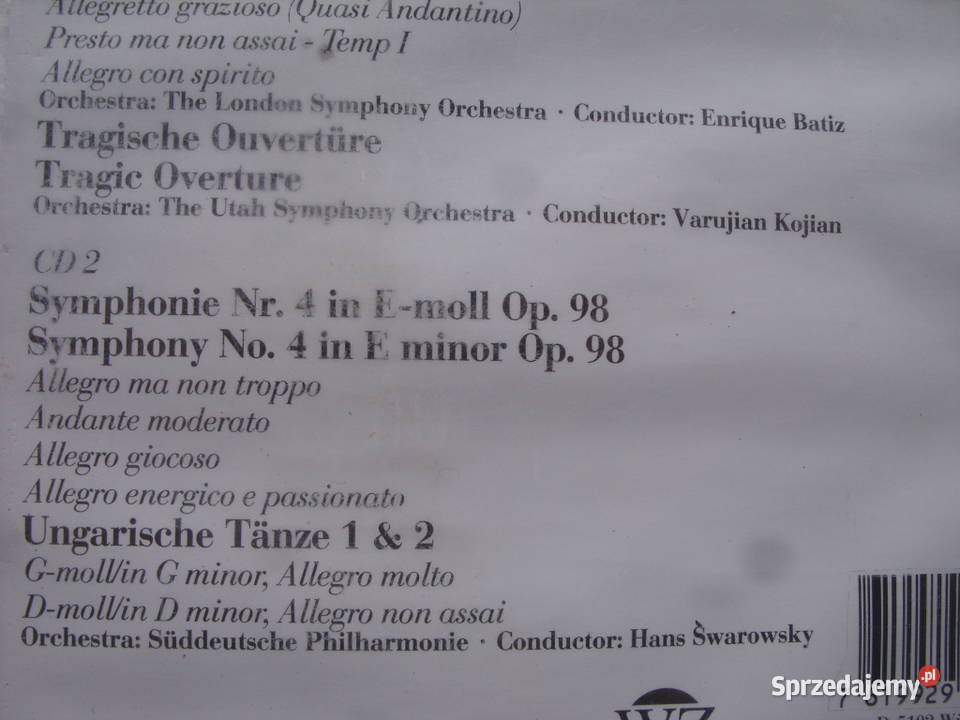 Allegretto grazioso (Quasi Andantino)
Presto ma non assai - Temp I
Allegro con spirito
Orchestra: The London Symphony Orchestra · Conductor: Enrique Batiz
Tragische Ouvertüre
Tragic Overture
Orchestra: The Utah Symphony Orchestra · Conductor: Varujian Kojian
CD 2
Symphonie Nr. 4 in E-moll Op. 98
Symphony No. 4 in E minor Op. 98
Allegro ma non troppo
Andante moderato
Allegro giocoso
Allegro energico e passionato
Ungarische Tänze 1 & 2
G-moll/in G minor, Allegro molto
D-moll/in D minor, Allegro non assai
Orchestra: Süddeutsche Philharmonie · Conductor: Hans Swarowsky
Sprzedajemy.pl